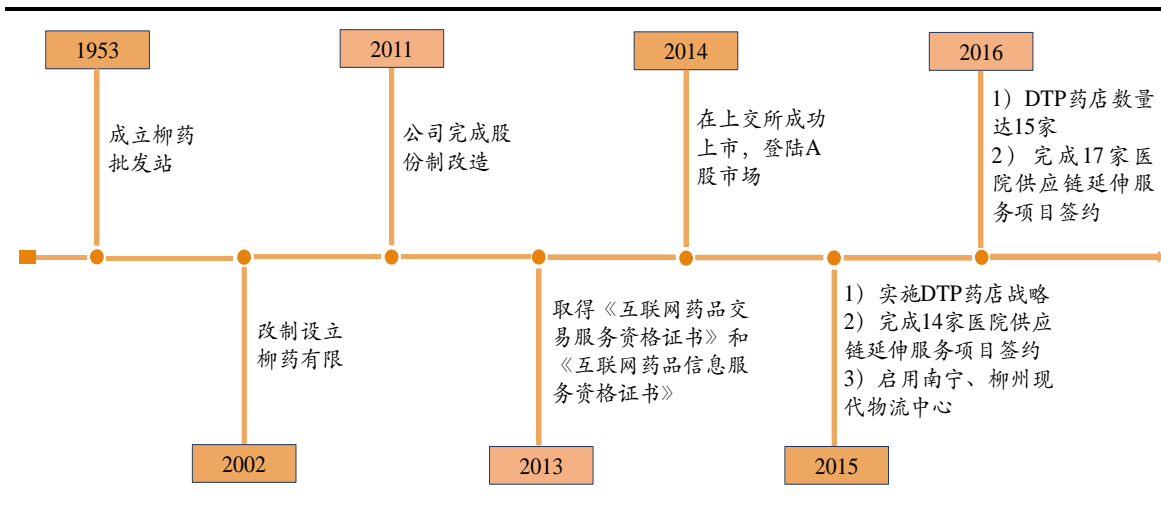 1953
成立柳药
批发站
2002
改制设立
柳药有限
2011
公司完成股
份制改造
2013
取得《互联网药品交
易服务资格证书》和
《互联网药品信息服
务资格证书》
2014
在上交所成功
上市，登陆A
股市场
2015
1）实施DTP药店战略
2）完成14家医院供应
链延伸服务项目签约
3）启用南宁、柳州现
代物流中心
2016
1）DTP药店数量
达15家
2）完成17家医
院供应链延伸服
务项目签约